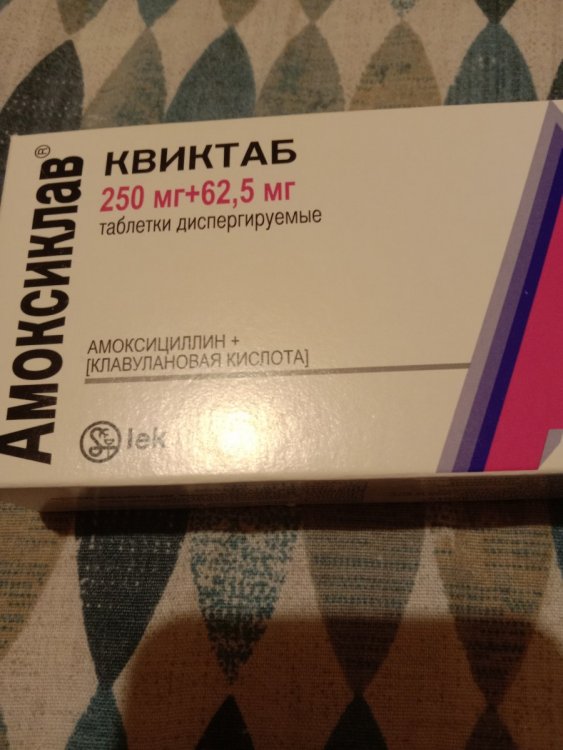 Амоксиклав®
КВИКТАБ
250 мг+62,5 мг
таблетки диспергируемые
АМОКСИЦИЛЛИН +
[КЛАВУЛАНОВАЯ КИСЛОТА]
lek